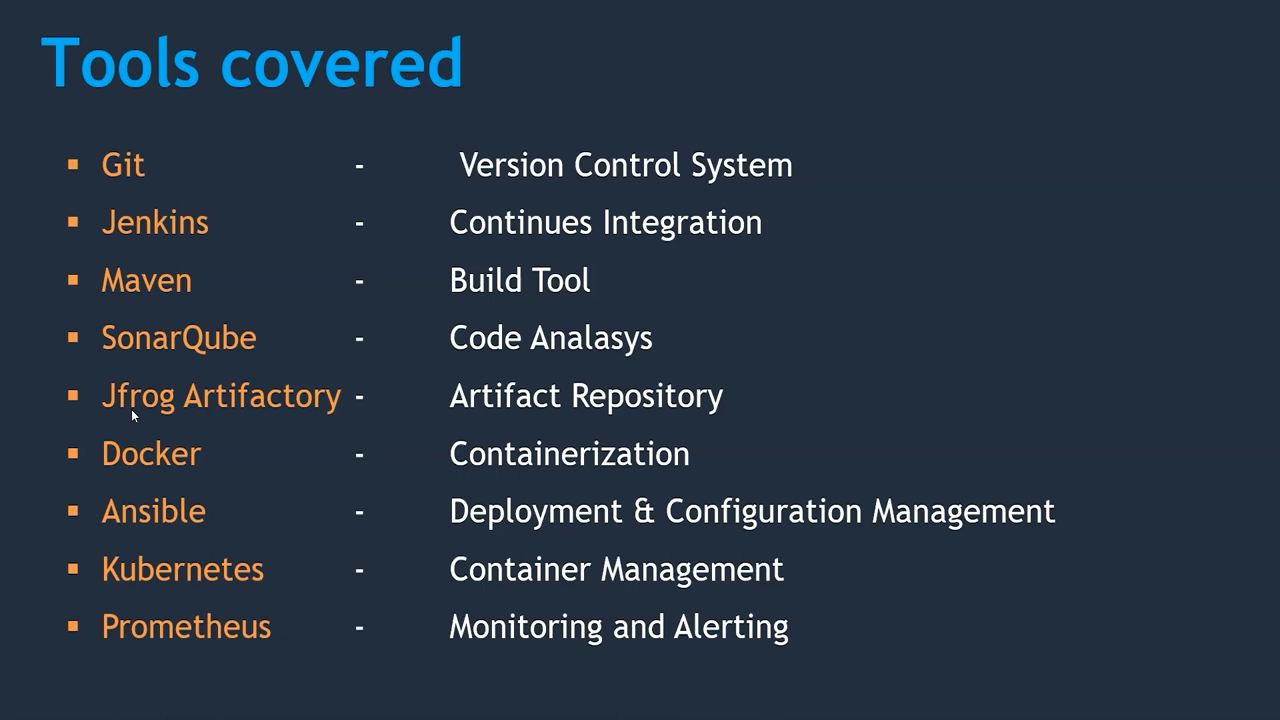 Tools covered
▪ Git - Version Control System
▪ Jenkins - Continues Integration
▪ Maven - Build Tool
▪ SonarQube - Code Analasys
▪ Jfrog Artifactory - Artifact Repository
▪ Docker - Containerization
▪ Ansible - Deployment & Configuration Management
▪ Kubernetes - Container Management
▪ Prometheus - Monitoring and Alerting